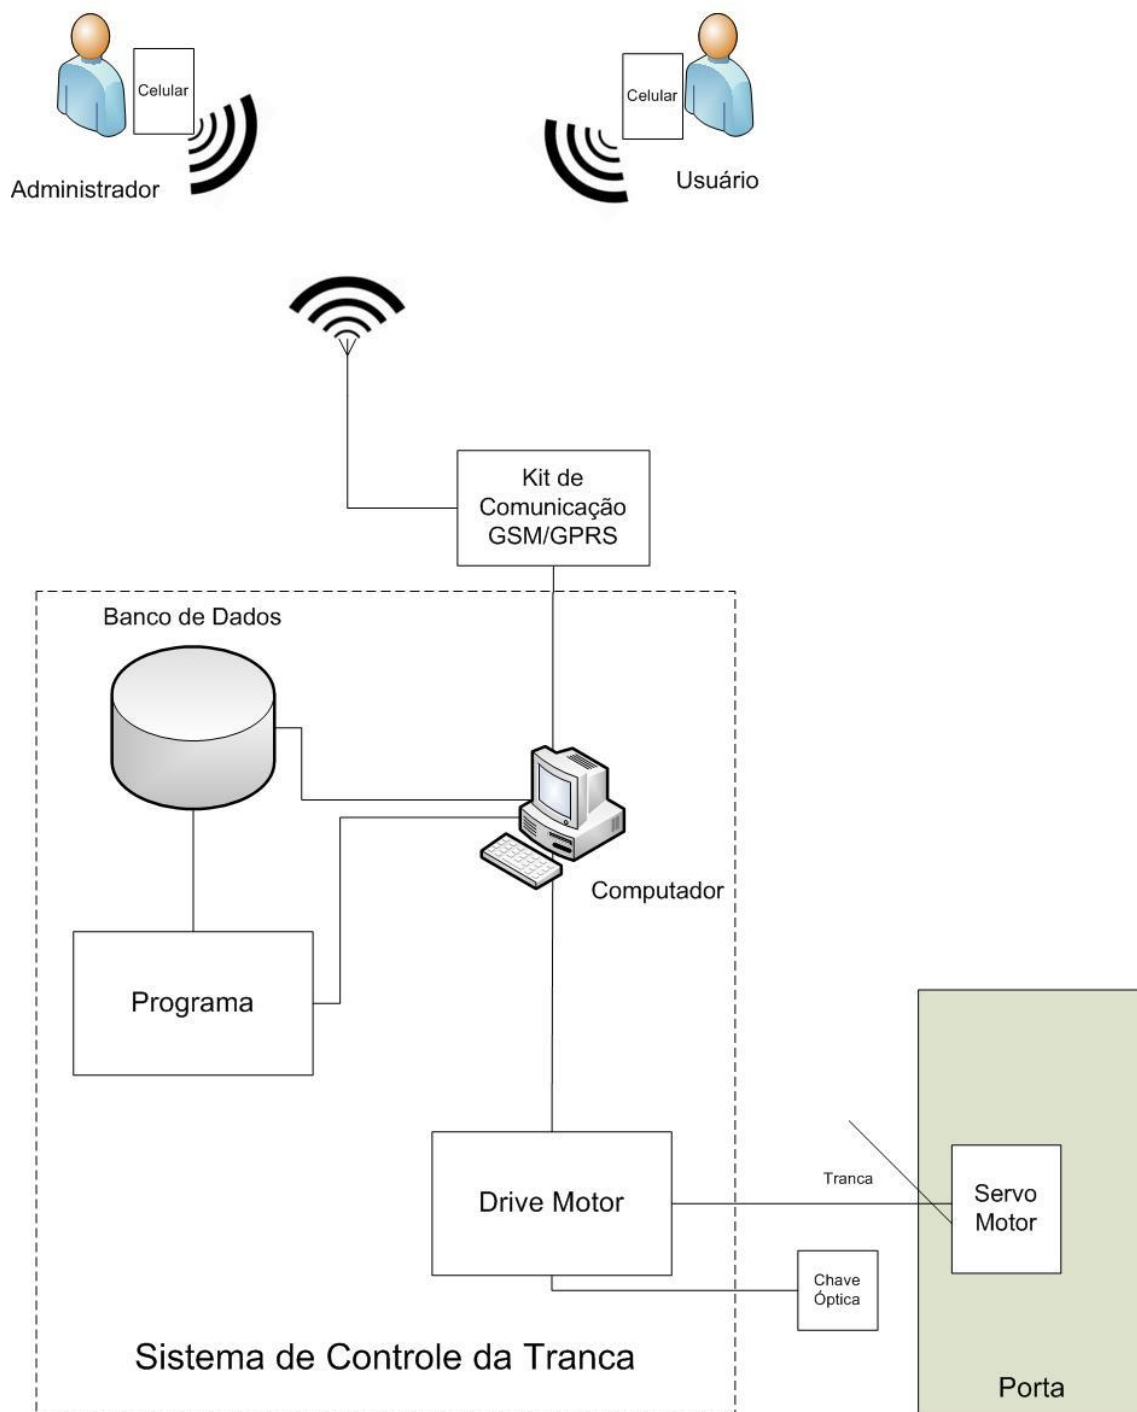 Celular
Administrador
Celular
Usuário
Kit de
Comunicação
GSM/GPRS
Banco de Dados
Computador
Programa
Drive Motor
Tranca
Servo
Motor
Chave
Óptica
Sistema de Controle da Tranca
Porta